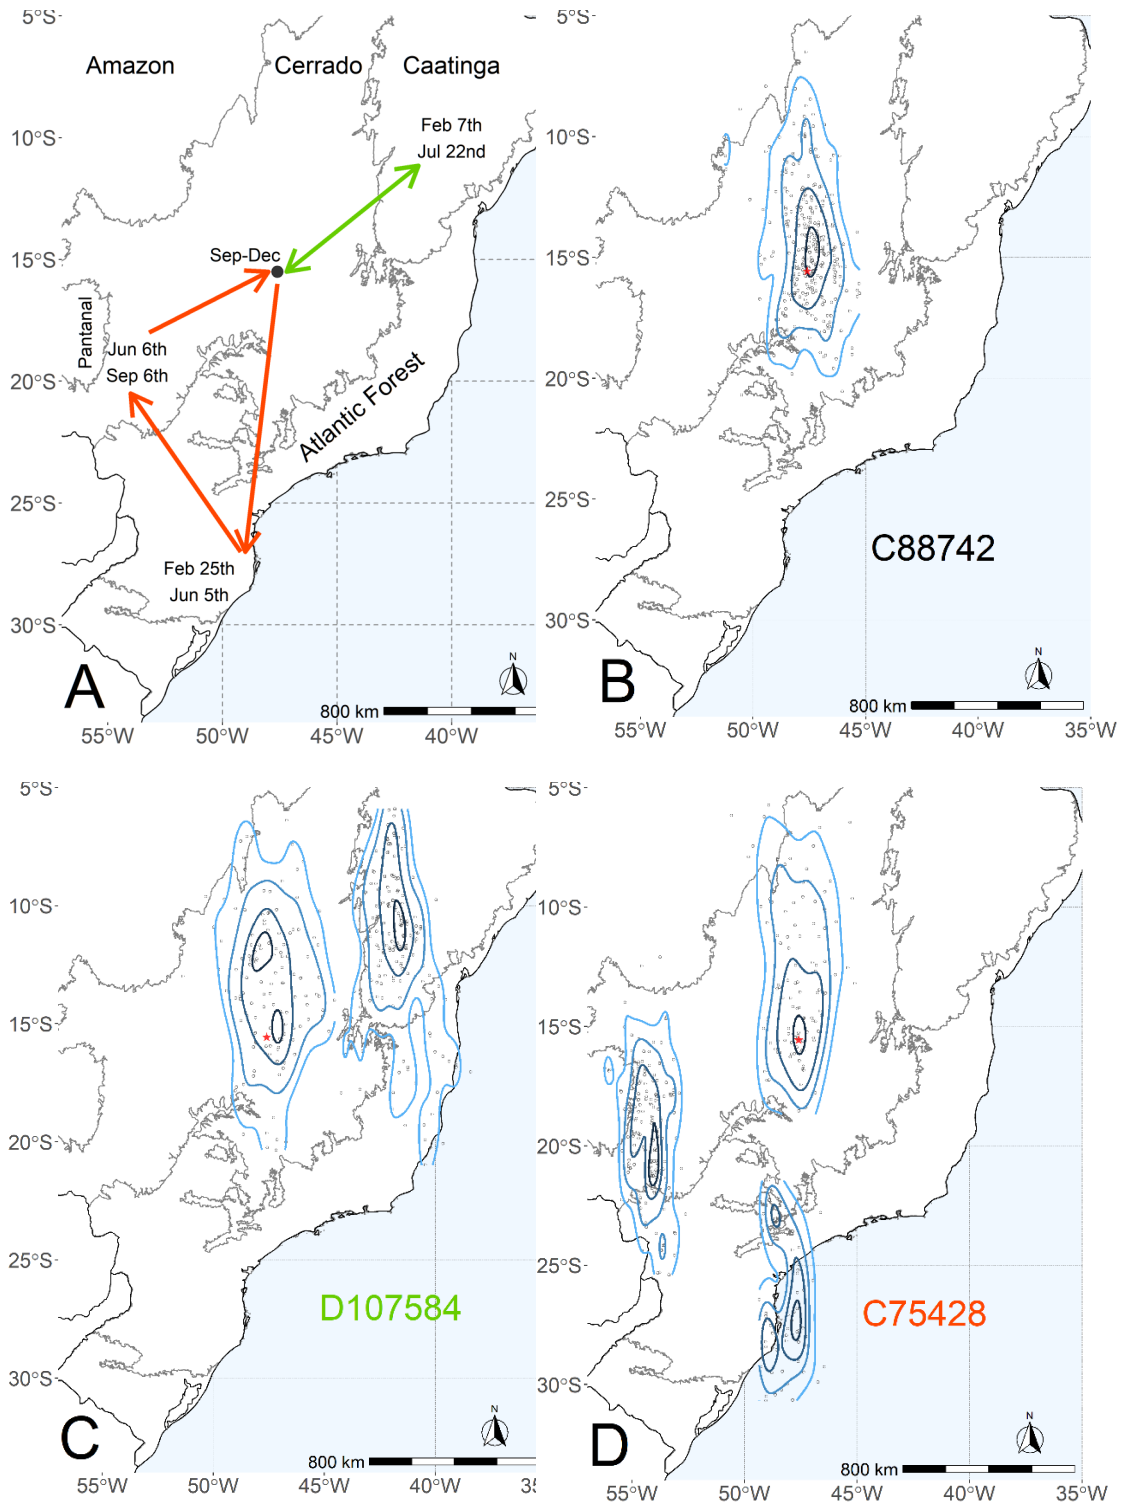 5°S
Amazon
Cerrado
Caatinga
10°S
Feb 7th
Jul 22nd
15°S
Sep-Dec
Pantanal
Jun 6th
Sep 6th
20°S
Atlantic Forest
25°S
Feb 25th
Jun 5th
30°S
A
N
800 km
55°W
50°W
45°W
40°W
5°S
10°S
15°S
20°S
25°S
C88742
30°S
B
N
800 km
55°W
50°W
45°W
40°W
35°W
5°S
10°S
15°S
20°S
25°S
D107584
30°S
C
N
800 km
55°W
50°W
45°W
40°W
5°S
10°S
15°S
20°S
25°S
C75428
30°S
D
N
800 km
55°W
50°W
45°W
40°W
35°W